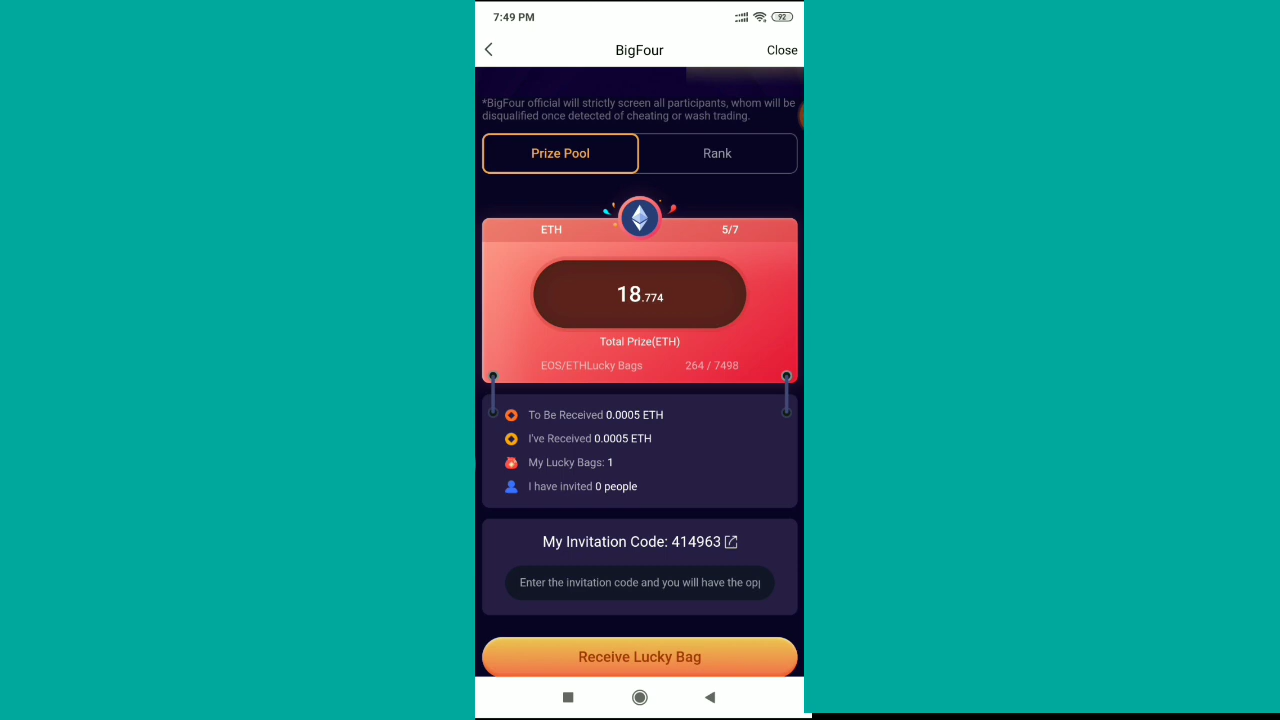 7:49 PM
92
BigFour
Close
*BigFour official will strictly screen all participants, whom will be
disqualified once detected of cheating or wash trading.
Prize Pool
Rank
ETH
5/7
18.774
Total Prize(ETH)
EOS/ETHLucky Bags
264 / 7498
To Be Received 0.0005 ETH
I've Received 0.0005 ETH
My Lucky Bags: 1
I have invited 0 people
My Invitation Code: 414963
Enter the invitation code and you will have the opp
Receive Lucky Bag